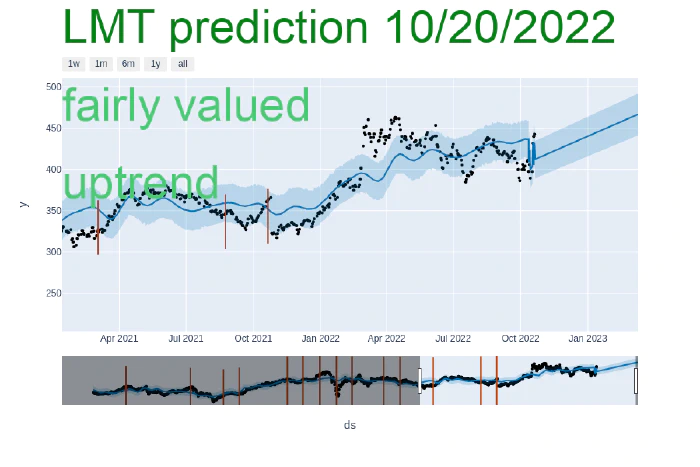 LMT prediction 10/20/2022
1w 1m 6m 1y all
500
fairly valued
450
400
uptrend
350
y
300
250
Apr 2021 Jul 2021 Oct 2021 Jan 2022 Apr 2022 Jul 2022 Oct 2022 Jan 2023
ds